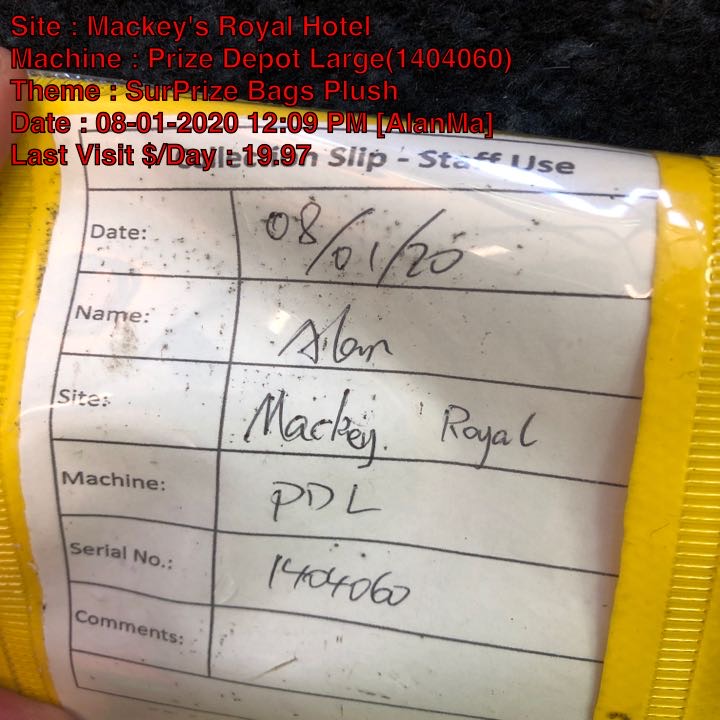 Site : Mackey's Royal Hotel
Machine : Prize Depot Large(1404060)
Theme : SurPrize Bags Plush
Date : 08-01-2020 12:09 PM [AlanMa]
Last Visit $/Day : 19.97
Slip - Staff Use
Date: 08/01/20
Name: Alan
Site: Mackey Royal
Machine: PDL
Serial No.: 1404060
Comments: